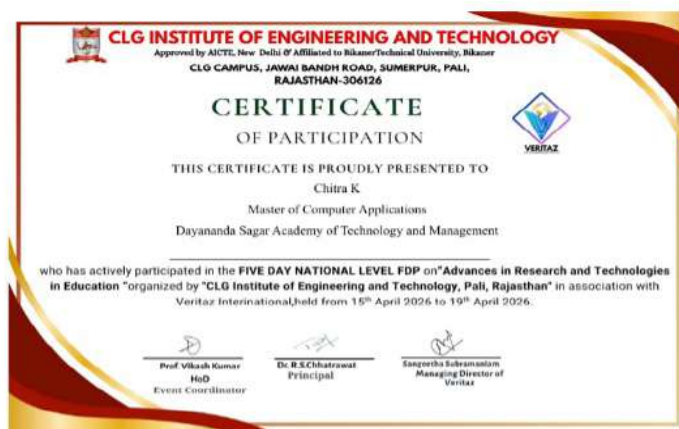 CLG INSTITUTE OF ENGINEERING AND TECHNOLOGY
Approved by AICTE, New Delhi & Affiliated to BikanerTechnical University, Bikaner
CLG CAMPUS, JAWAI BANDH ROAD, SUMERPUR, PALI,
RAJASTHAN-306126
CERTIFICATE
OF PARTICIPATION
VERITAZ
THIS CERTIFICATE IS PROUDLY PRESENTED TO
Chitra K
Master of Computer Applications
Dayananda Sagar Academy of Technology and Management
who has actively participated in the FIVE DAY NATIONAL LEVEL FDP on"Advances in Research and Technologies
in Education "organized by "CLG Institute of Engineering and Technology, Pali, Rajasthan" in association with
Veritaz Interinational,held from 15th April 2026 to 19th April 2026.
Prof. Vikash Kumar
HoD
Event Coordinator
Dr. R.S.Chhatrawat
Principal
Sangeetha Subramaniam
Managing Director of
Veritaz